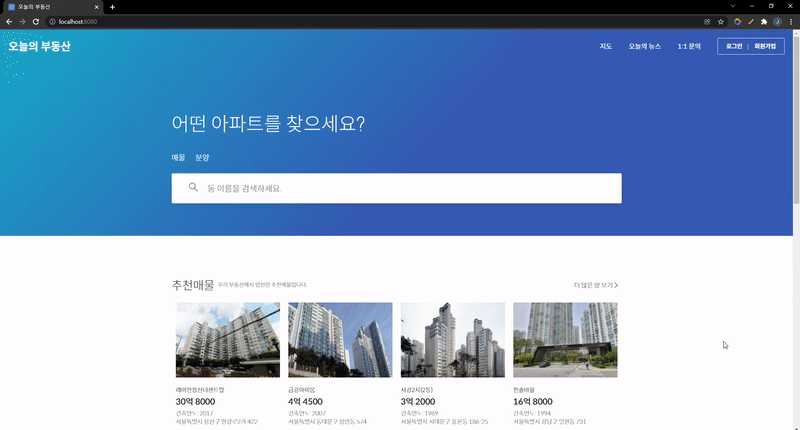 오늘의 부동산
localhost:8080
오늘의 부동산
지도 오늘의 뉴스 1:1 문의 로그인 | 회원가입
어떤 아파트를 찾으세요?
매물 분양
동 이름을 검색하세요.
추천매물 우리 부동산에서 엄선한 추천매물입니다. 더 많은 방 보기 >
래미안용산더센트럴
30억 8000
건축연도: 2017
서울특별시 용산구 한강로2가 422
금강아미움
4억 4500
건축연도: 2007
서울특별시 동대문구 장안동 574
서강2차(2동)
3억 2000
건축연도: 1989
서울특별시 서대문구 홍은동 186-25
한솔마을
16억 8000
건축연도: 1994
서울특별시 강남구 일원동 731